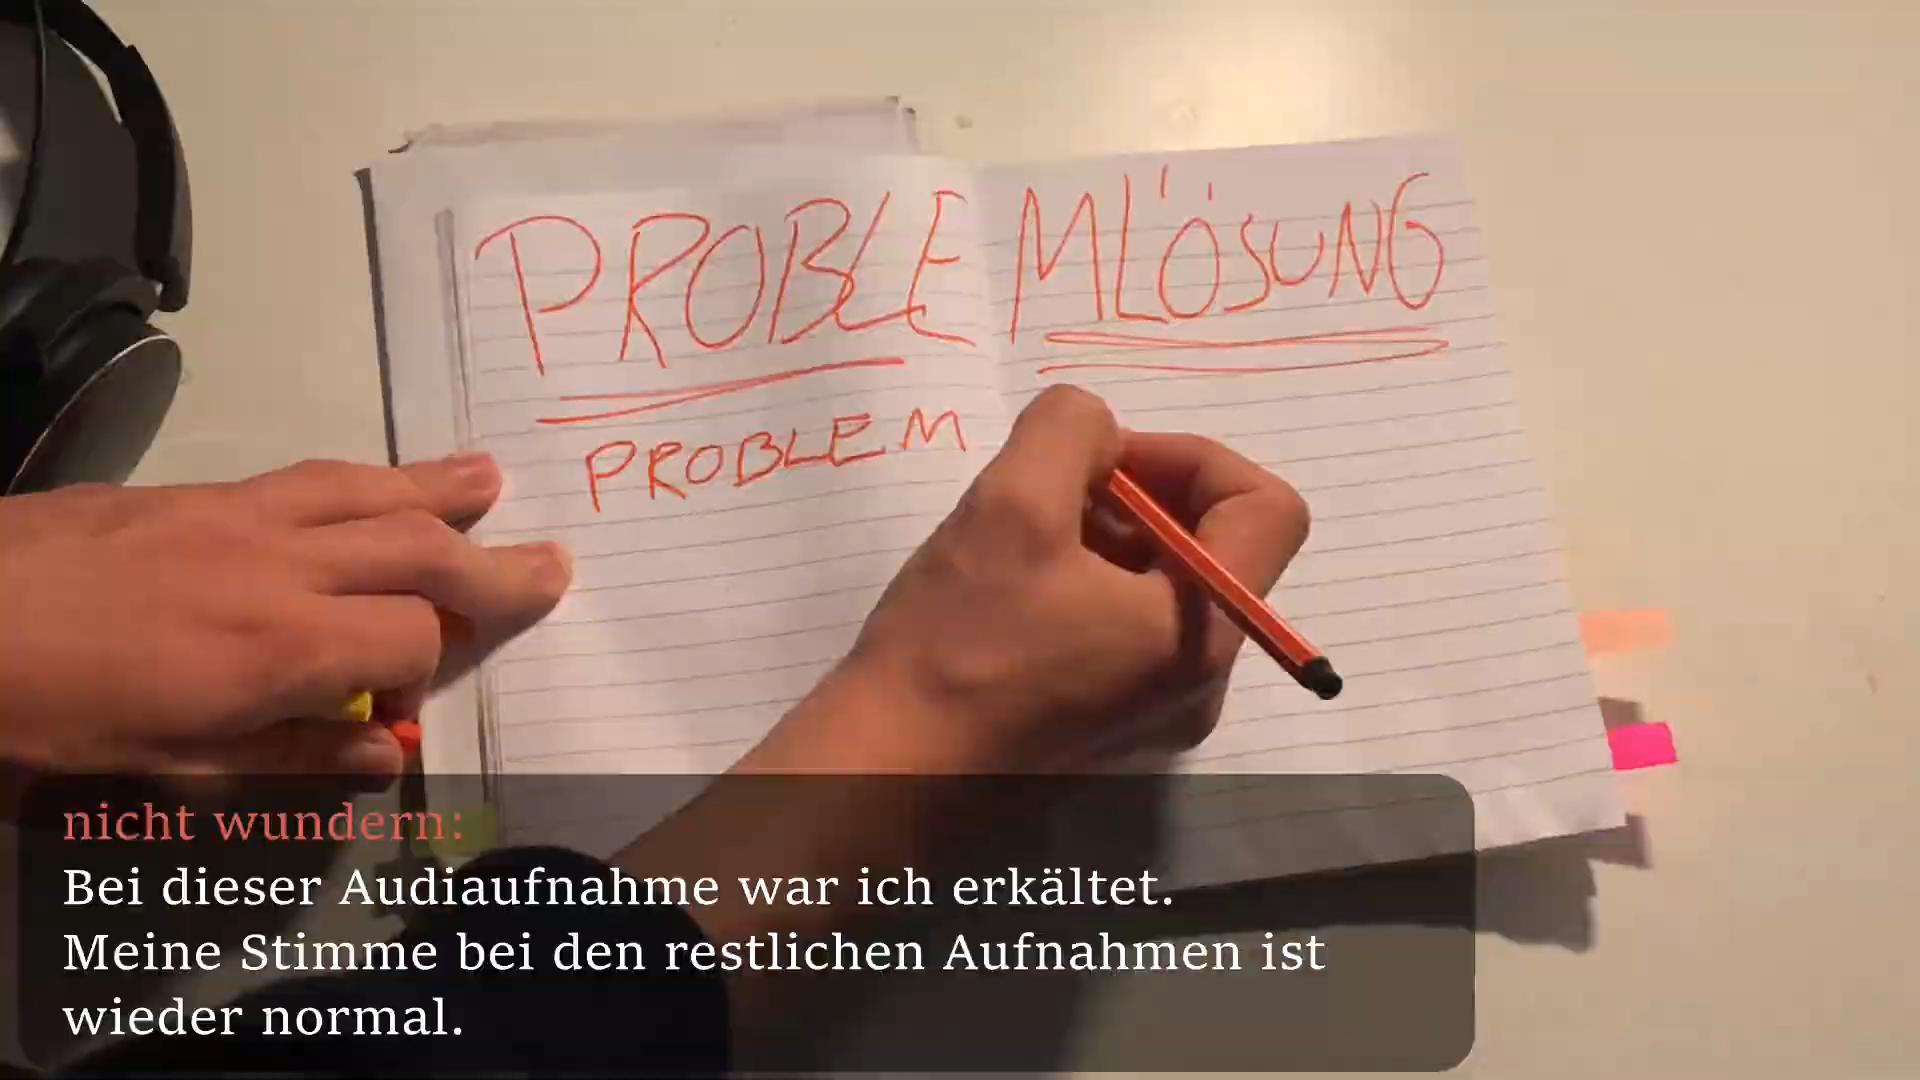 PROBLEMLÖSUNG
PROBLEM
nicht wundern:
Bei dieser Audiaufnahme war ich erkältet.
Meine Stimme bei den restlichen Aufnahmen ist
wieder normal.